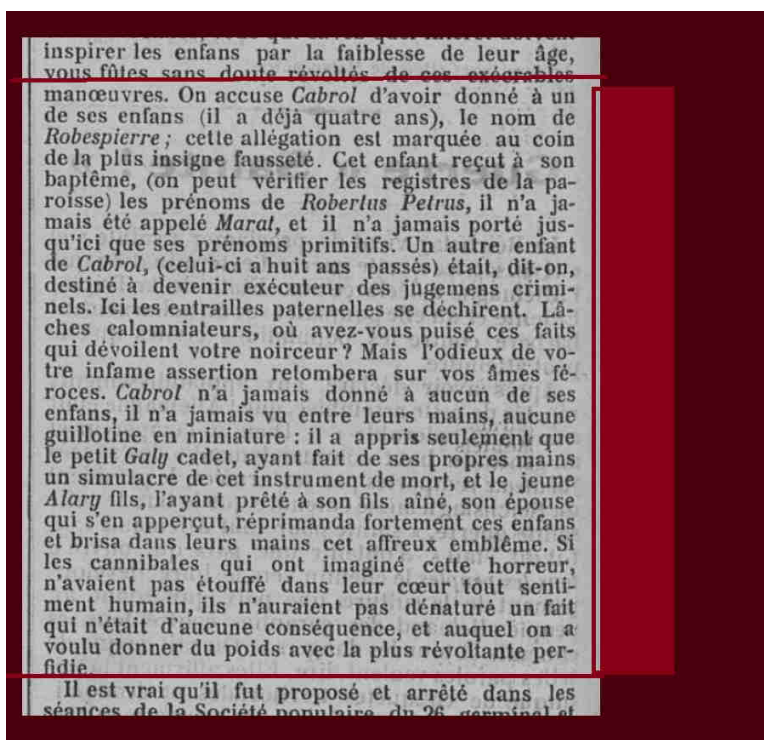 inspirer les enfans par la faiblesse de leur âge,
vous fûtes sans doute révoltés de ces exécrables
manœuvres. On accuse Cabrol d'avoir donné à un
de ses enfans (il a déjà quatre ans), le nom de
Robespierre ; cette allégation est marquée au coin
de la plus insigne fausseté. Cet enfant reçut à son
baptême, (on peut vérifier les registres de la pa-
roisse) les prénoms de Robertus Petrus, il n'a ja-
mais été appelé Marat, et il n'a jamais porté jus-
qu'ici que ses prénoms primitifs. Un autre enfant
de Cabrol, (celui-ci a huit ans passés) était, dit-on,
destiné à devenir exécuteur des jugemens crimi-
nels. Ici les entrailles paternelles se déchirent. Lâ-
ches calomniateurs, où avez-vous puisé ces faits
qui dévoilent votre noirceur ? Mais l'odieux de vo-
tre infame assertion retombera sur vos âmes fé-
roces. Cabrol n'a jamais donné à aucun de ses
enfans, il n'a jamais vu entre leurs mains, aucune
guillotine en miniature : il a appris seulement que
le petit Galy cadet, ayant fait de ses propres mains
un simulacre de cet instrument de mort, et le jeune
Alary fils, l'ayant prêté à son fils aîné, son épouse
qui s'en apperçut, réprimanda fortement ces enfans
et brisa dans leurs mains cet affreux emblême. Si
les cannibales qui ont imaginé cette horreur,
n'avaient pas étouffé dans leur cœur tout senti-
ment humain, ils n'auraient pas dénaturé un fait
qui n'était d'aucune conséquence, et auquel on a
voulu donner du poids avec la plus révoltante per-
fidie.
Il est vrai qu'il fut proposé et arrêté dans les
séances de la Société populaire du 26 germinal et